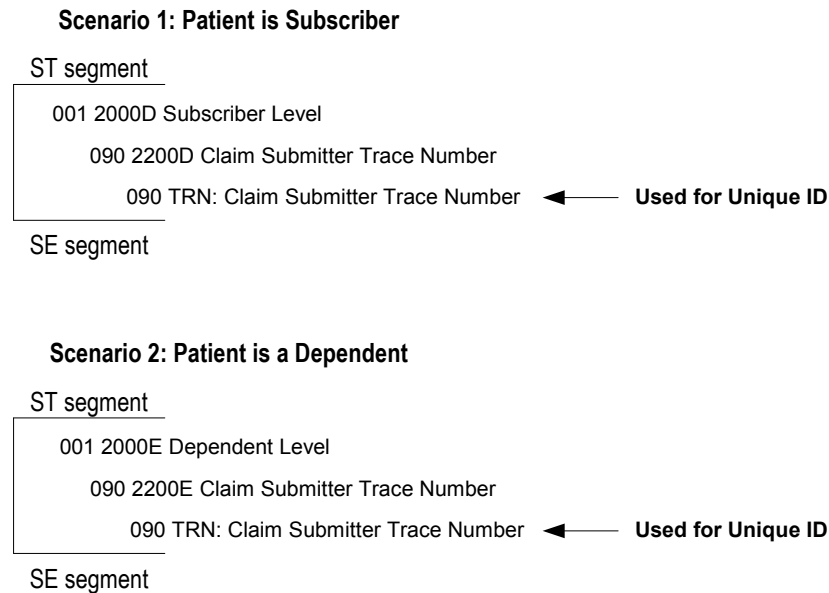 Scenario 1: Patient is Subscriber
ST segment
001 2000D Subscriber Level
090 2200D Claim Submitter Trace Number
090 TRN: Claim Submitter Trace Number Used for Unique ID
SE segment
Scenario 2: Patient is a Dependent
ST segment
001 2000E Dependent Level
090 2200E Claim Submitter Trace Number
090 TRN: Claim Submitter Trace Number Used for Unique ID
SE segment